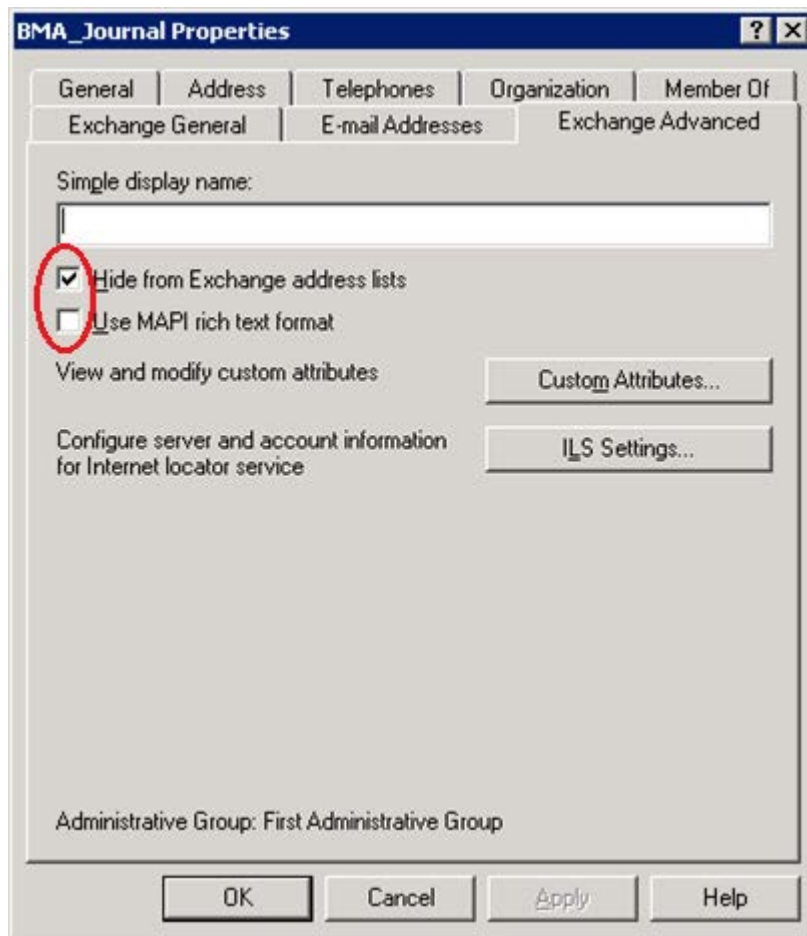 BMA_Journal Properties
General Address Telephones Organization Member Of
Exchange General E-mail Addresses Exchange Advanced
Simple display name:
Hide from Exchange address lists
Use MAPI rich text format
View and modify custom attributes
Custom Attributes...
Configure server and account information
for Internet locator service
ILS Settings...
Administrative Group: First Administrative Group
OK Cancel Apply Help